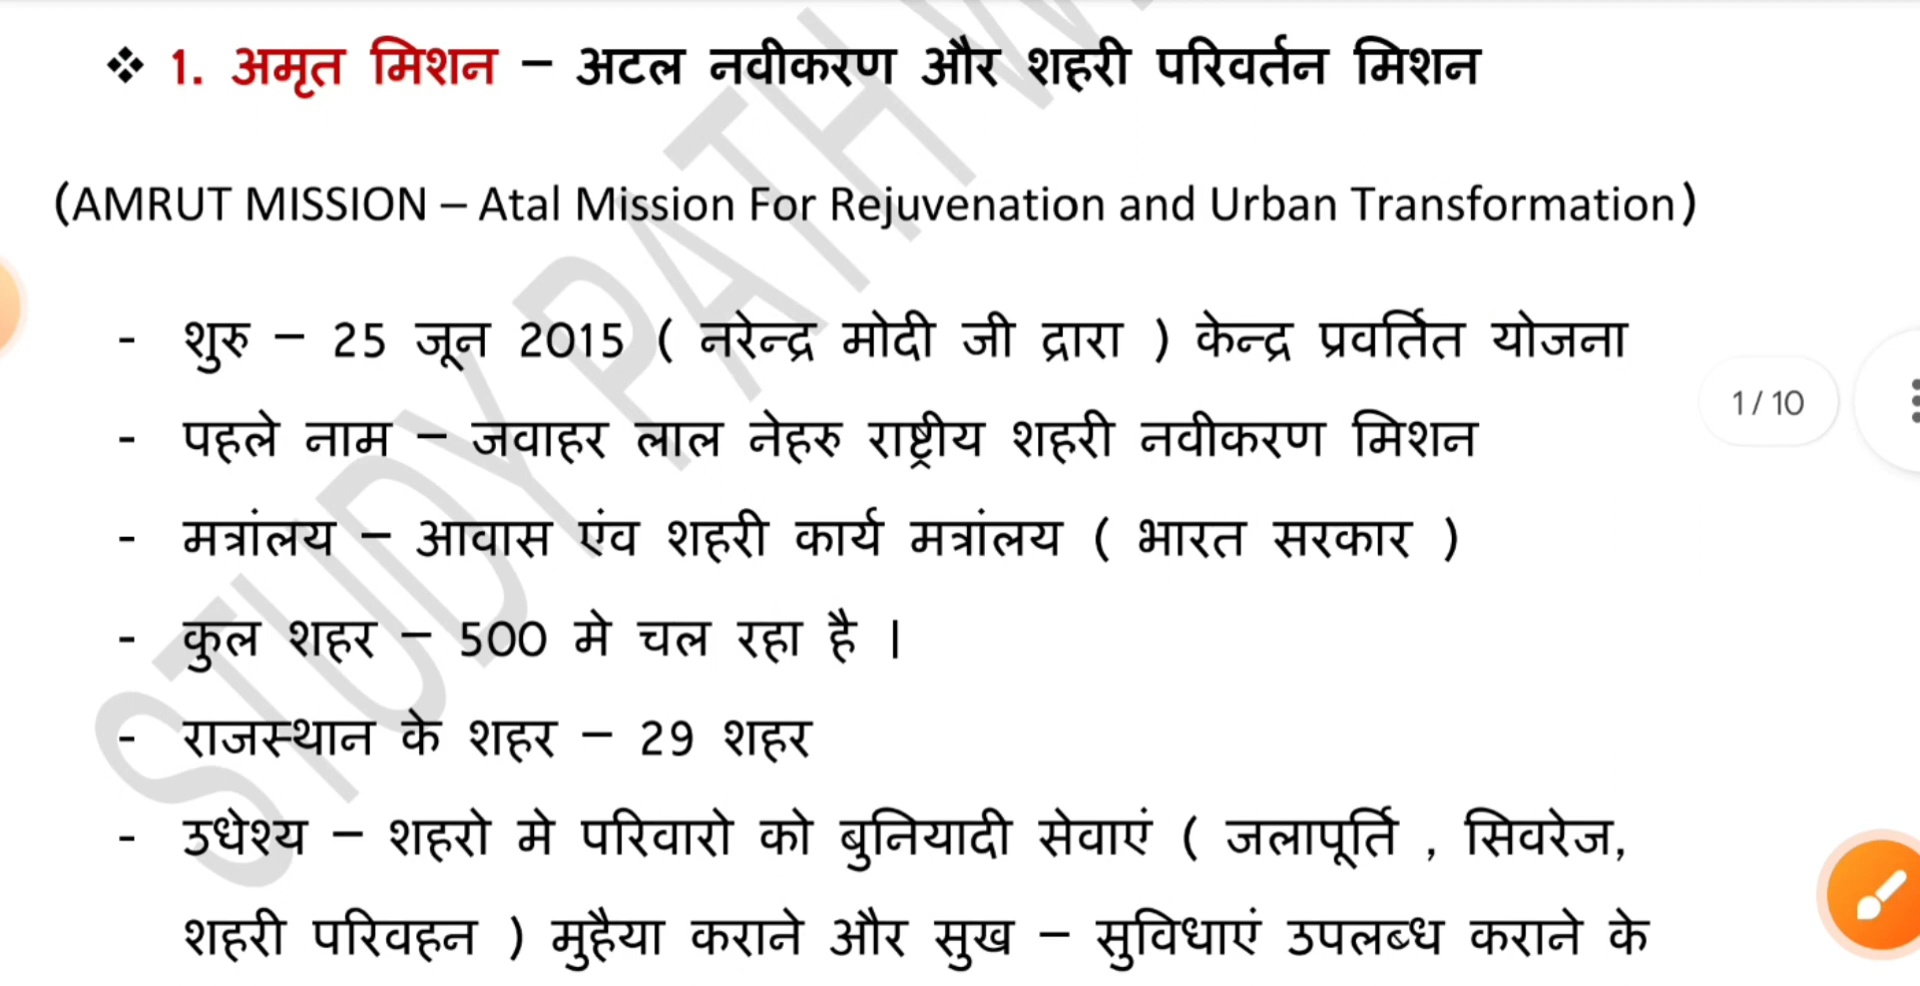 ❖ 1. अमृत मिशन – अटल नवीकरण और शहरी परिवर्तन मिशन
(AMRUT MISSION – Atal Mission For Rejuvenation and Urban Transformation)
- शुरु – 25 जून 2015 ( नरेन्द्र मोदी जी द्रारा ) केन्द्र प्रवर्तित योजना
- पहले नाम – जवाहर लाल नेहरु राष्ट्रीय शहरी नवीकरण मिशन
1 / 10
- मत्रांलय – आवास एंव शहरी कार्य मत्रांलय ( भारत सरकार )
- कुल शहर – 500 मे चल रहा है ।
- राजस्थान के शहर – 29 शहर
- उधेश्य – शहरो मे परिवारो को बुनियादी सेवाएं ( जलापूर्ति , सिवरेज,
शहरी परिवहन ) मुहैया कराने और सुख – सुविधाएं उपलब्ध कराने के
STUDY PATH